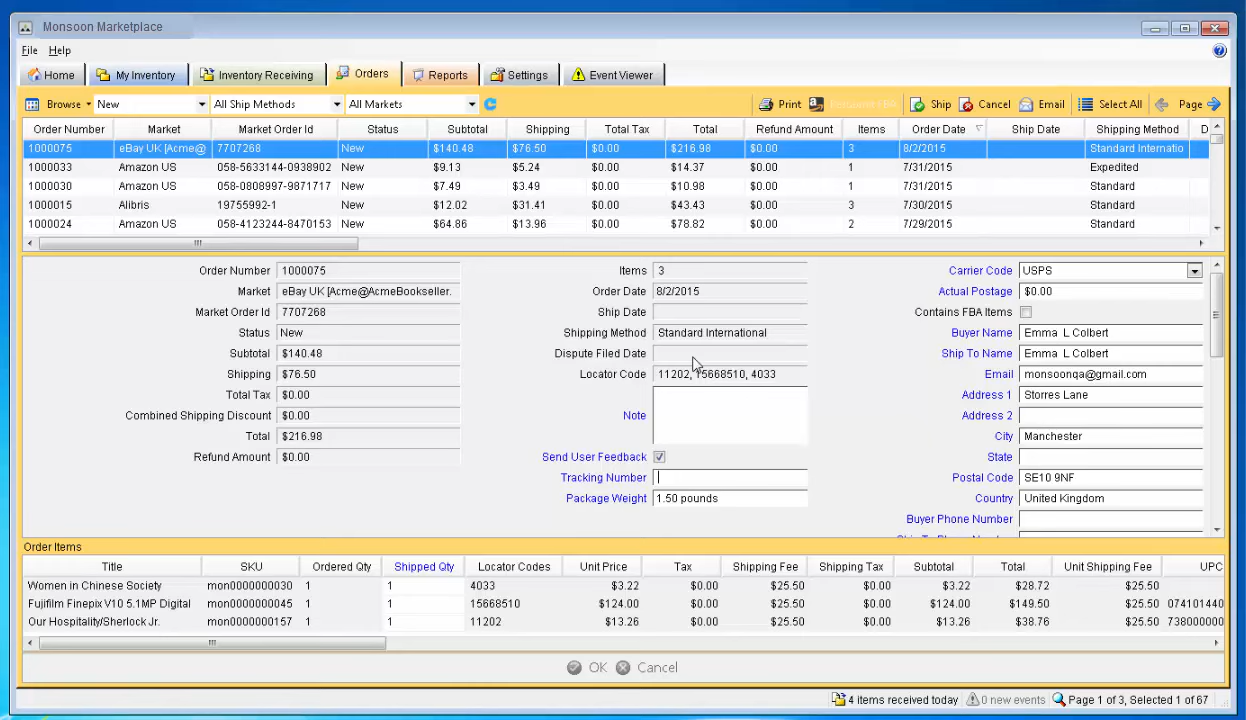 Monsoon Marketplace
File Help
Home My Inventory Inventory Receiving Orders Reports Settings Event Viewer
Browse New All Ship Methods All Markets Print Ship Cancel Email Select All Page
Order Number Market Market Order Id Status Subtotal Shipping Total Tax Total Refund Amount Items Order Date Ship Date Shipping Method D
1000075 eBay UK [Acme@ 7707268 New $140.48 $76.50 $0.00 $216.98 $0.00 3 8/2/2015 Standard Internatio
1000033 Amazon US 058-5633144-0938902 New $9.13 $5.24 $0.00 $14.37 $0.00 1 7/31/2015 Expedited
1000030 Amazon US 058-0808997-9871717 New $7.49 $3.49 $0.00 $10.98 $0.00 1 7/31/2015 Standard
1000015 Alibris 19755992-1 New $12.02 $31.41 $0.00 $43.43 $0.00 3 7/30/2015 Standard
1000024 Amazon US 058-4123244-8470153 New $64.86 $13.96 $0.00 $78.82 $0.00 2 7/29/2015 Standard
Order Number 1000075 Items 3 Carrier Code USPS
Market eBay UK [Acme@AcmeBookseller. Order Date 8/2/2015 Actual Postage $0.00
Market Order Id 7707268 Ship Date Contains FBA Items
Status New Shipping Method Standard International Buyer Name Emma L Colbert
Subtotal $140.48 Dispute Filed Date Ship To Name Emma L Colbert
Shipping $76.50 Locator Code 11202, 15668510, 4033 Email monsoonqa@gmail.com
Total Tax $0.00 Address 1 Storres Lane
Combined Shipping Discount $0.00 Note Address 2
Total $216.98 City Manchester
Refund Amount $0.00 Send User Feedback State
Tracking Number Postal Code SE10 9NF
Package Weight 1.50 pounds Country United Kingdom
Buyer Phone Number
Order Items
Title SKU Ordered Qty Shipped Qty Locator Codes Unit Price Tax Shipping Fee Shipping Tax Subtotal Total Unit Shipping Fee UPC
Women in Chinese Society mon0000000030 1 1 4033 $3.22 $0.00 $25.50 $0.00 $3.22 $28.72 $25.50
Fujifilm Finepix V10 5.1MP Digital mon0000000045 1 1 15668510 $124.00 $0.00 $25.50 $0.00 $124.00 $149.50 $25.50 074101440
Our Hospitality/Sherlock Jr. mon0000000157 1 1 11202 $13.26 $0.00 $25.50 $0.00 $13.26 $38.76 $25.50 738000000
OK Cancel
4 items received today 0 new events Page 1 of 3, Selected 1 of 67